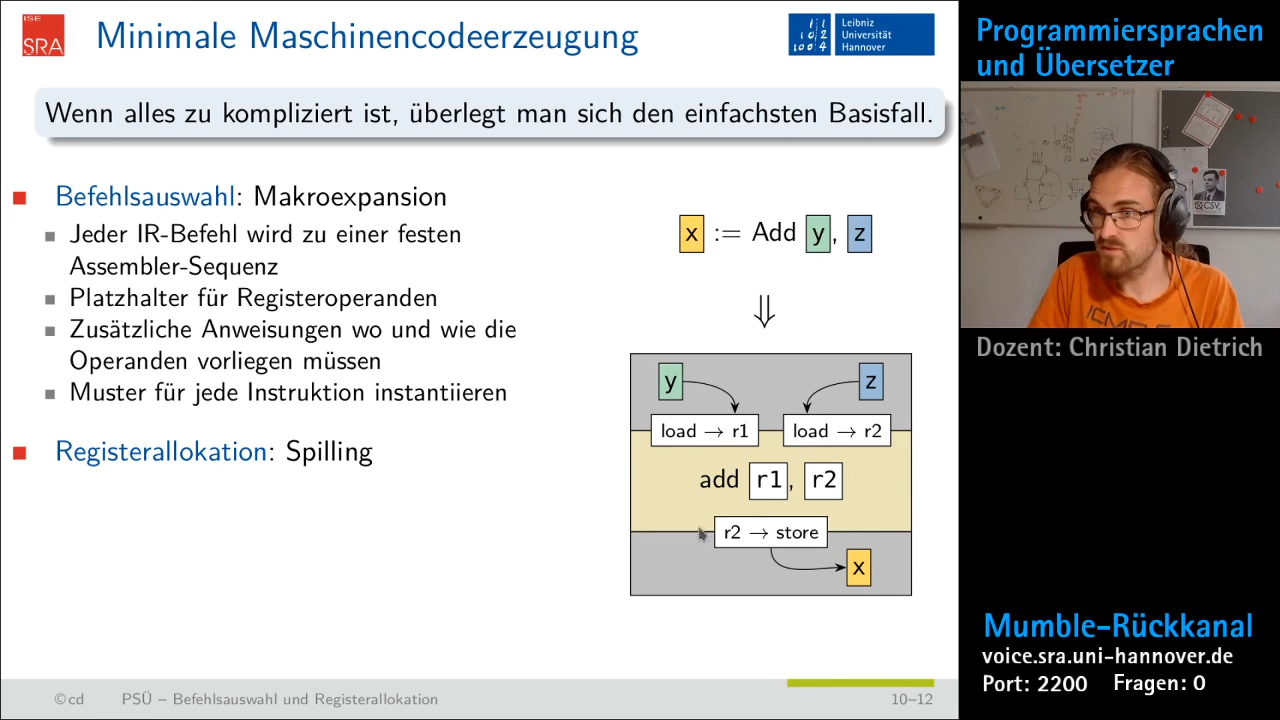 ISE
SRA
Minimale Maschinencodeerzeugung
Leibniz
Universität
Hannover
Wenn alles zu kompliziert ist, überlegt man sich den einfachsten Basisfall.
Befehlsauswahl: Makroexpansion
Jeder IR-Befehl wird zu einer festen
Assembler-Sequenz
Platzhalter für Registeroperanden
Zusätzliche Anweisungen wo und wie die
Operanden vorliegen müssen
Muster für jede Instruktion instantiieren
Registerallokation: Spilling
x := Add y, z
⇓
y z
load → r1 load → r2
add r1, r2
r2 → store
x
©cd PSÜ – Befehlsauswahl und Registerallokation 10–12
Programmiersprachen
und Übersetzer
CSV
Dozent: Christian Dietrich
Mumble-Rückkanal
voice.sra.uni-hannover.de
Port: 2200 Fragen: 0